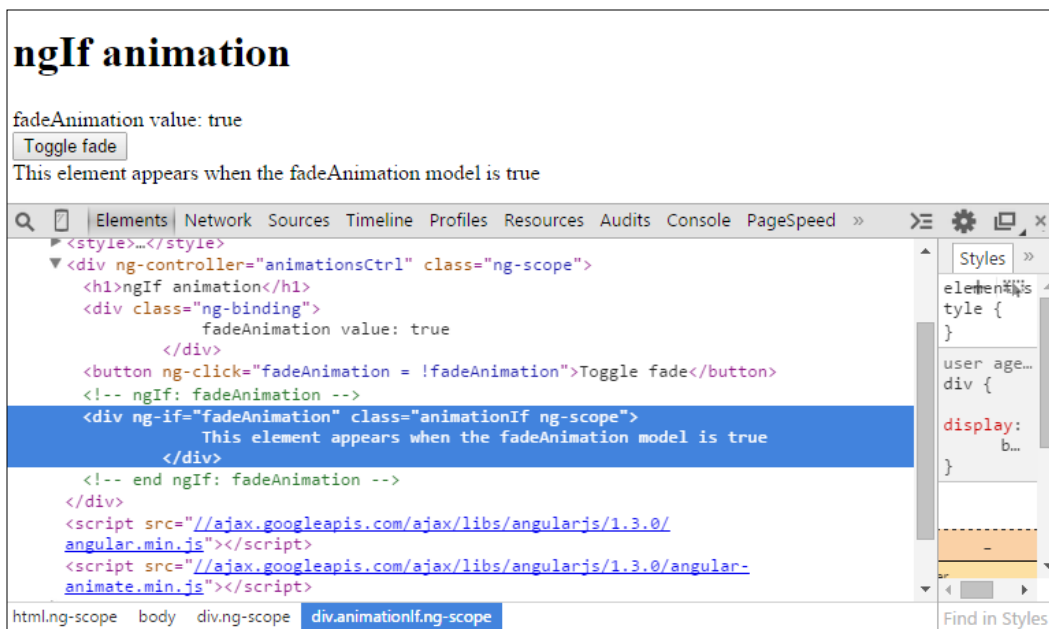 ngIf animation
fadeAnimation value: true
Toggle fade
This element appears when the fadeAnimation model is true
Elements Network Sources Timeline Profiles Resources Audits Console PageSpeed »
<style>…</style>
<div ng-controller="animationsCtrl" class="ng-scope">
<h1>ngIf animation</h1>
<div class="ng-binding">
fadeAnimation value: true
</div>
<button ng-click="fadeAnimation = !fadeAnimation">Toggle fade</button>
<!-- ngIf: fadeAnimation -->
<div ng-if="fadeAnimation" class="animationIf ng-scope">
This element appears when the fadeAnimation model is true
</div>
<!-- end ngIf: fadeAnimation -->
</div>
<script src="//ajax.googleapis.com/ajax/libs/angularjs/1.3.0/
angular.min.js"></script>
<script src="//ajax.googleapis.com/ajax/libs/angularjs/1.3.0/angular-
animate.min.js"></script>
html.ng-scope body div.ng-scope div.animationIf.ng-scope
Styles »
element.s
tyle {
}
user age…
div {
display:
b…
}
–
Find in Styles